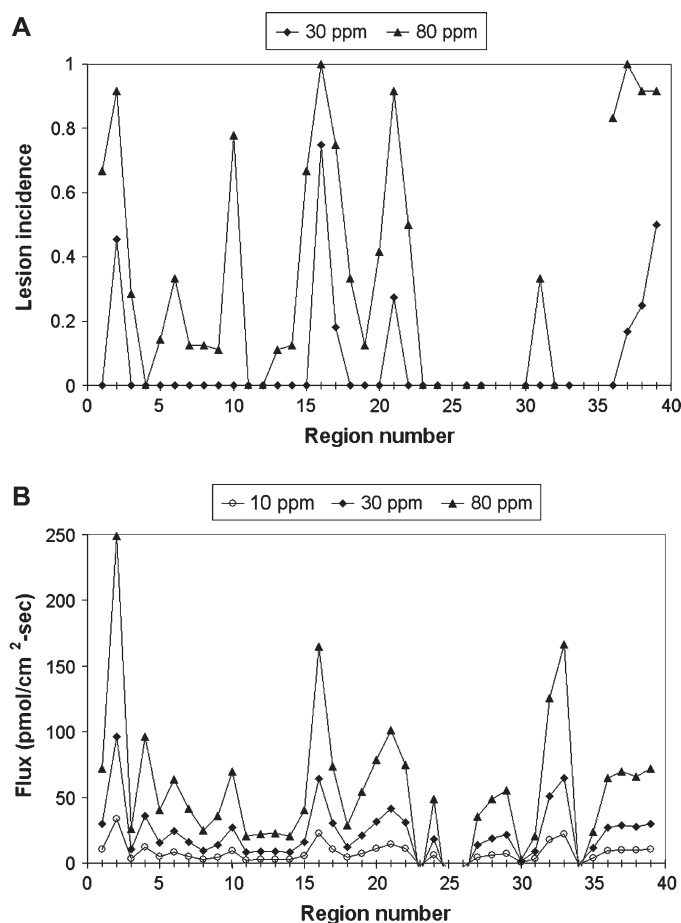 A
30 ppm 80 ppm
1
0.8
0.6
0.4
0.2
0
Lesion incidence
0 5 10 15 20 25 30 35 40
Region number
B
10 ppm 30 ppm 80 ppm
250
200
150
100
50
0
Flux (pmol/cm 2-sec)
0 5 10 15 20 25 30 35 40
Region number